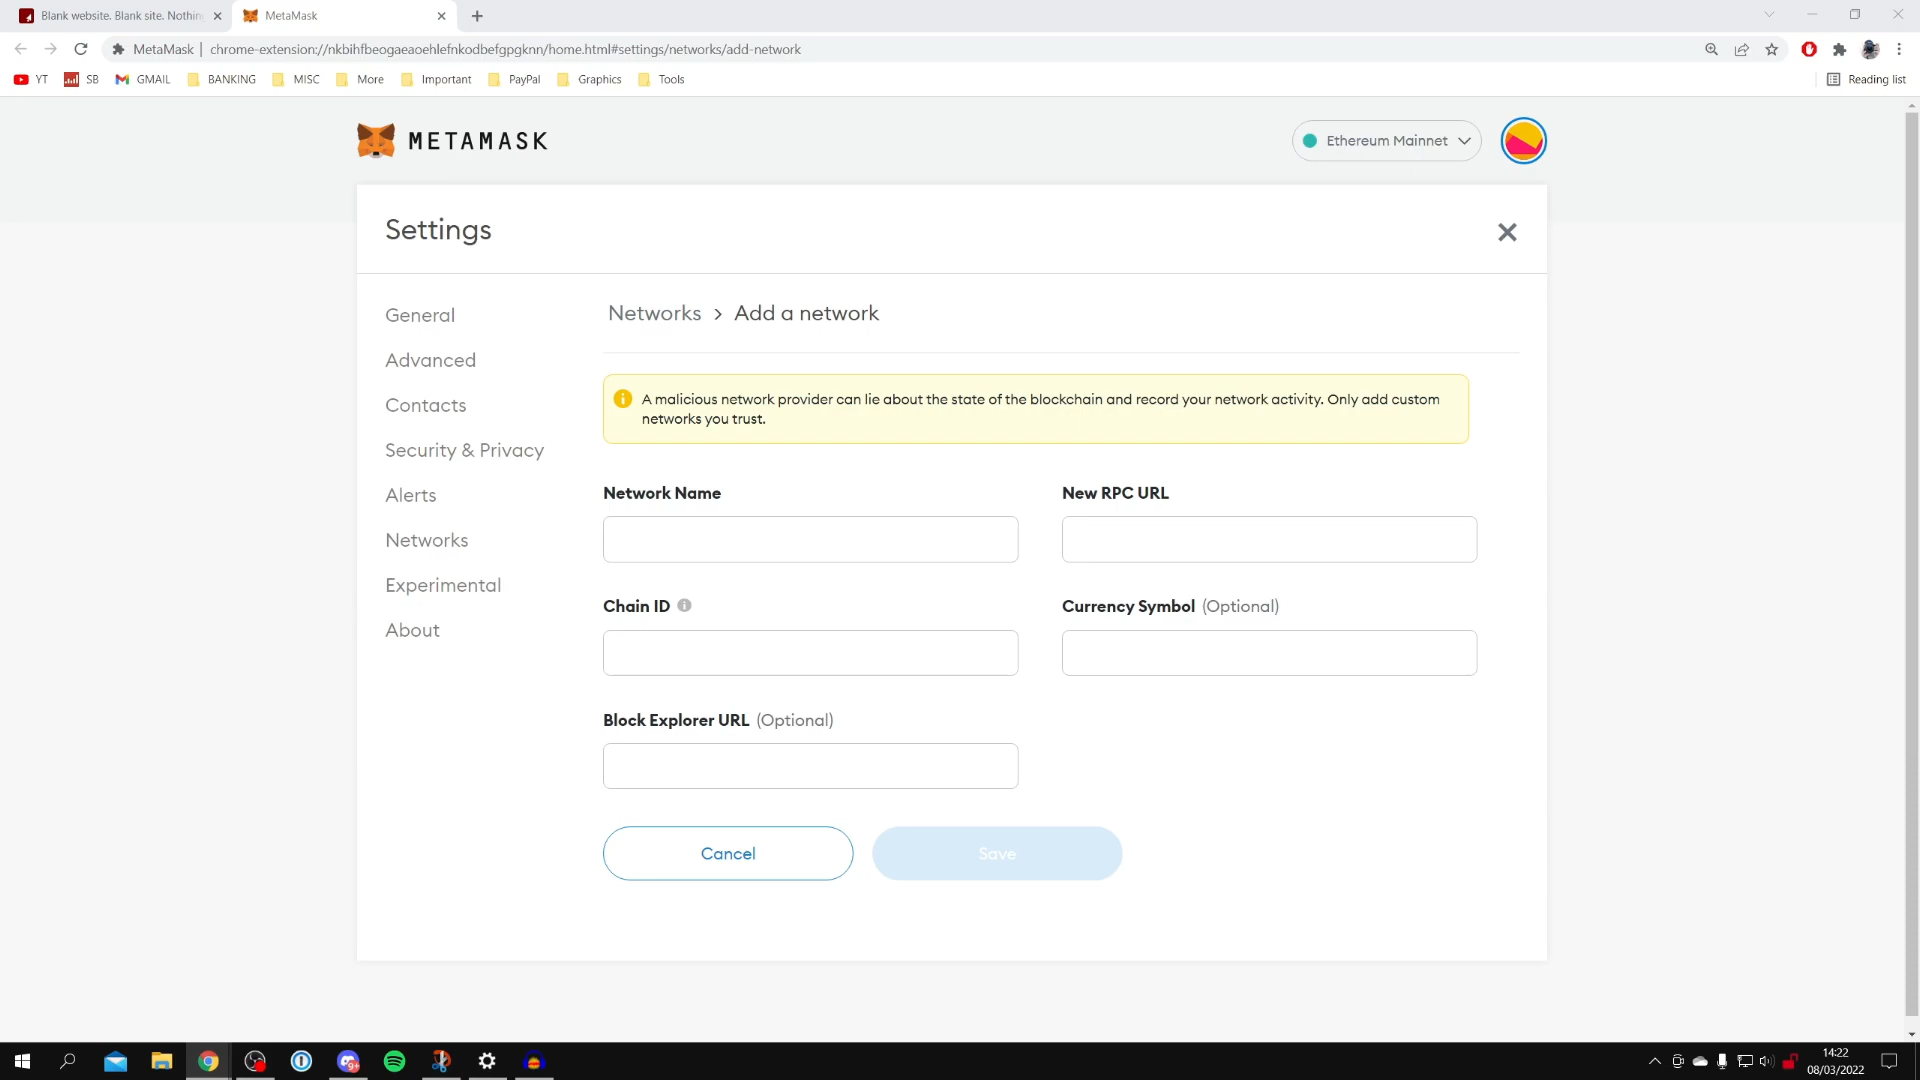 Blank website. Blank site. Nothin
MetaMask
MetaMask | chrome-extension://nkbihfbeogaeaoehlefnkodbefgpgknn/home.html#settings/networks/add-network
YT SB GMAIL BANKING MISC More Important PayPal Graphics Tools Reading list
METAMASK
Ethereum Mainnet
Settings
General
Advanced
Contacts
Security & Privacy
Alerts
Networks
Experimental
About
Networks > Add a network
A malicious network provider can lie about the state of the blockchain and record your network activity. Only add custom
networks you trust.
Network Name
New RPC URL
Chain ID
Currency Symbol (Optional)
Block Explorer URL (Optional)
Cancel
Save
9+
14:22
08/03/2022